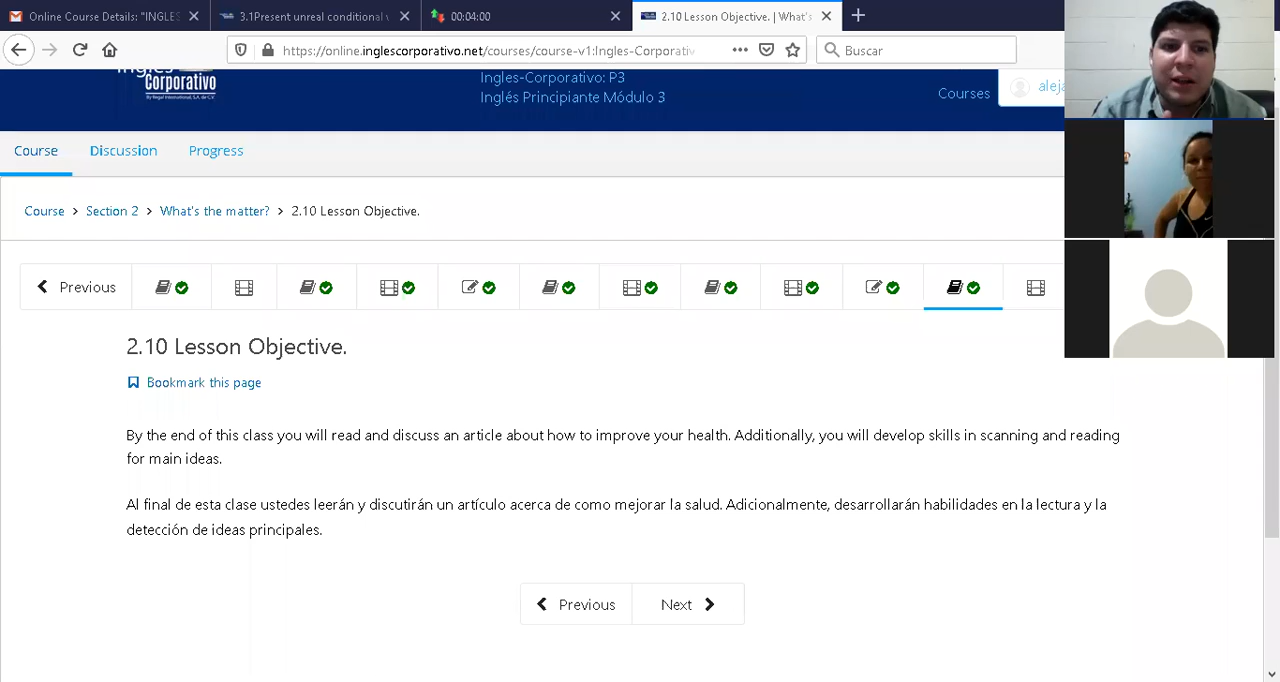 Online Course Details: "INGLES
3.1Present unreal conditional
00:04:00
2.10 Lesson Objective. | What's
https://online.inglescorporativo.net/courses/course-v1:Ingles-Corporativ
Buscar
Ingles
Corporativo
Ingles-Corporativo: P3
Inglés Principiante Módulo 3
Courses
aleja
Course
Discussion
Progress
Course > Section 2 > What's the matter? > 2.10 Lesson Objective.
Previous
2.10 Lesson Objective.
Bookmark this page
By the end of this class you will read and discuss an article about how to improve your health. Additionally, you will develop skills in scanning and reading
for main ideas.
Al final de esta clase ustedes leerán y discutirán un artículo acerca de como mejorar la salud. Adicionalmente, desarrollarán habilidades en la lectura y la
detección de ideas principales.
Previous
Next